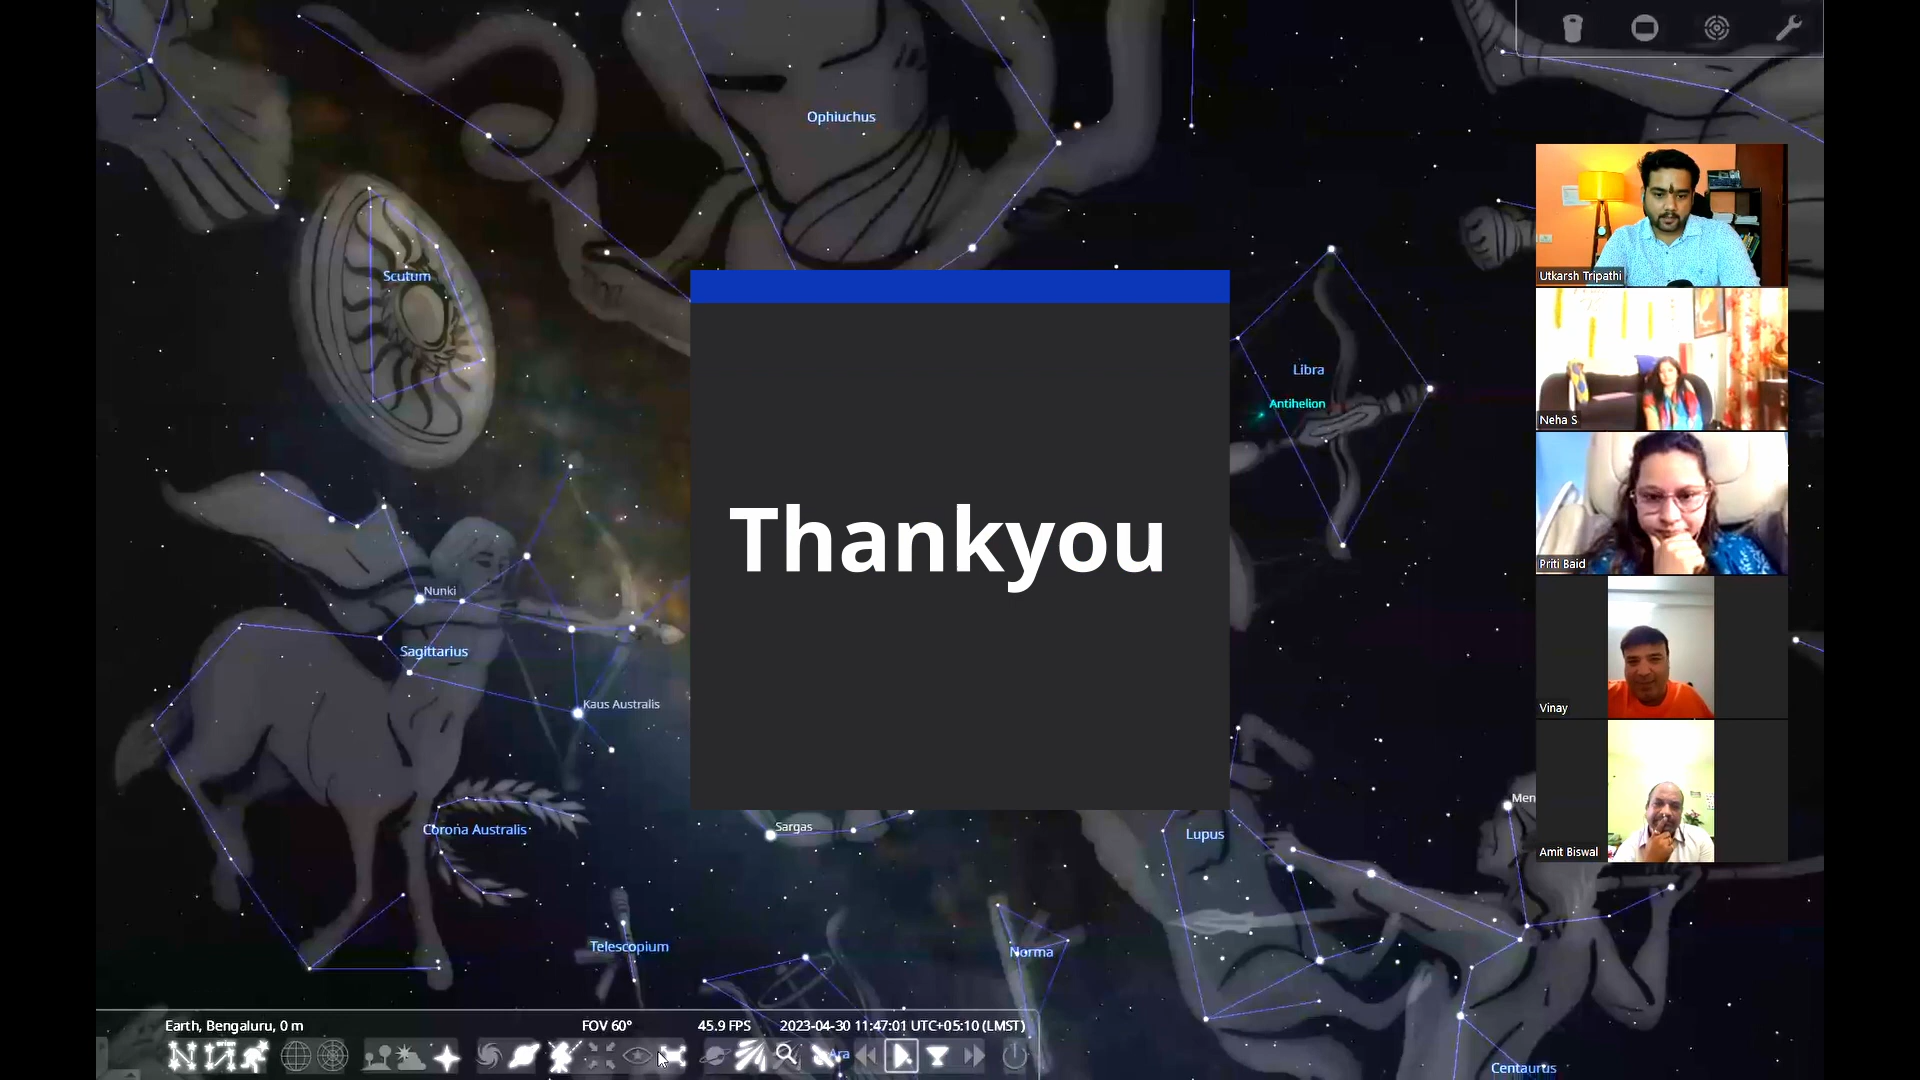 Ophiuchus
Scutum
Utkarsh Tripathi
Libra
Antihelion
Neha S
Thankyou
Priti Baid
Nunki
Sagittarius
Kaus Australis
Vinay
Men
Sargas
Corona Australis
Lupus
Amit Biswal
Telescopium
Norma
Earth, Bengaluru, 0 m
FOV 60°
45.9 FPS
2023-04-30 11:47:01 UTC+05:10 (LMST)
Ara
Centaurus